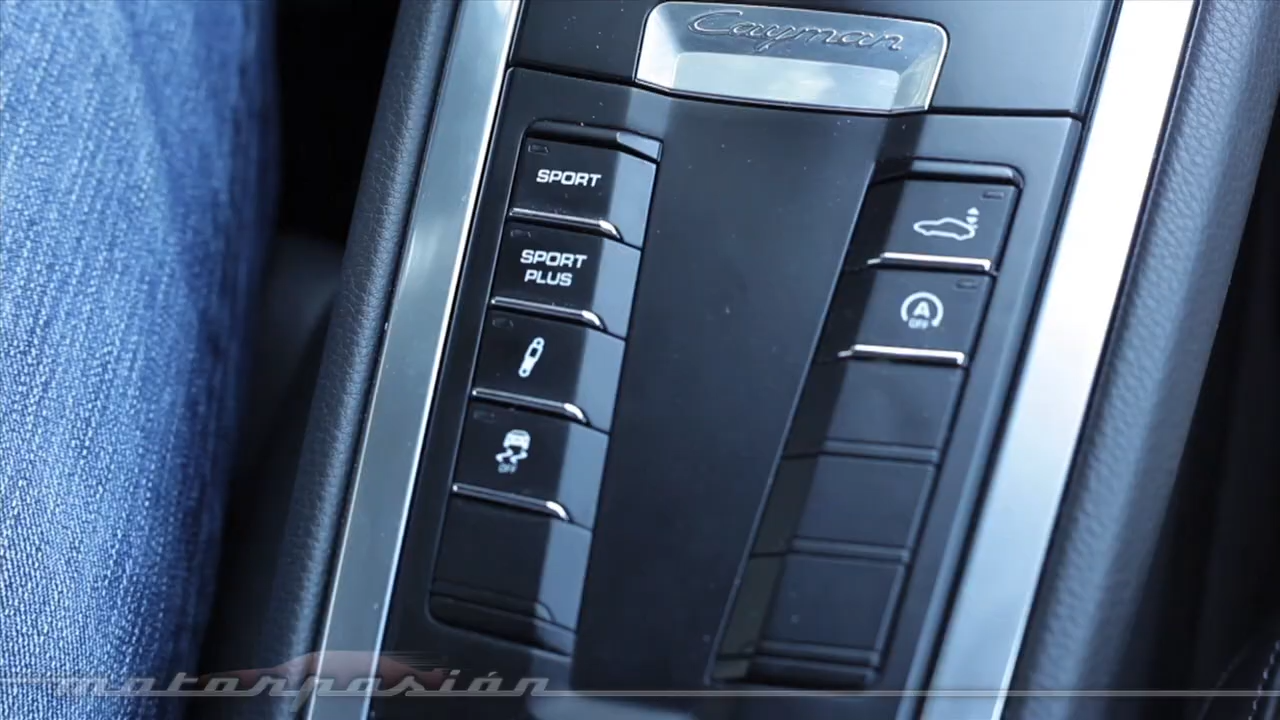 Cayman
SPORT
SPORT
PLUS
OFF
A
OFF
motorpasión